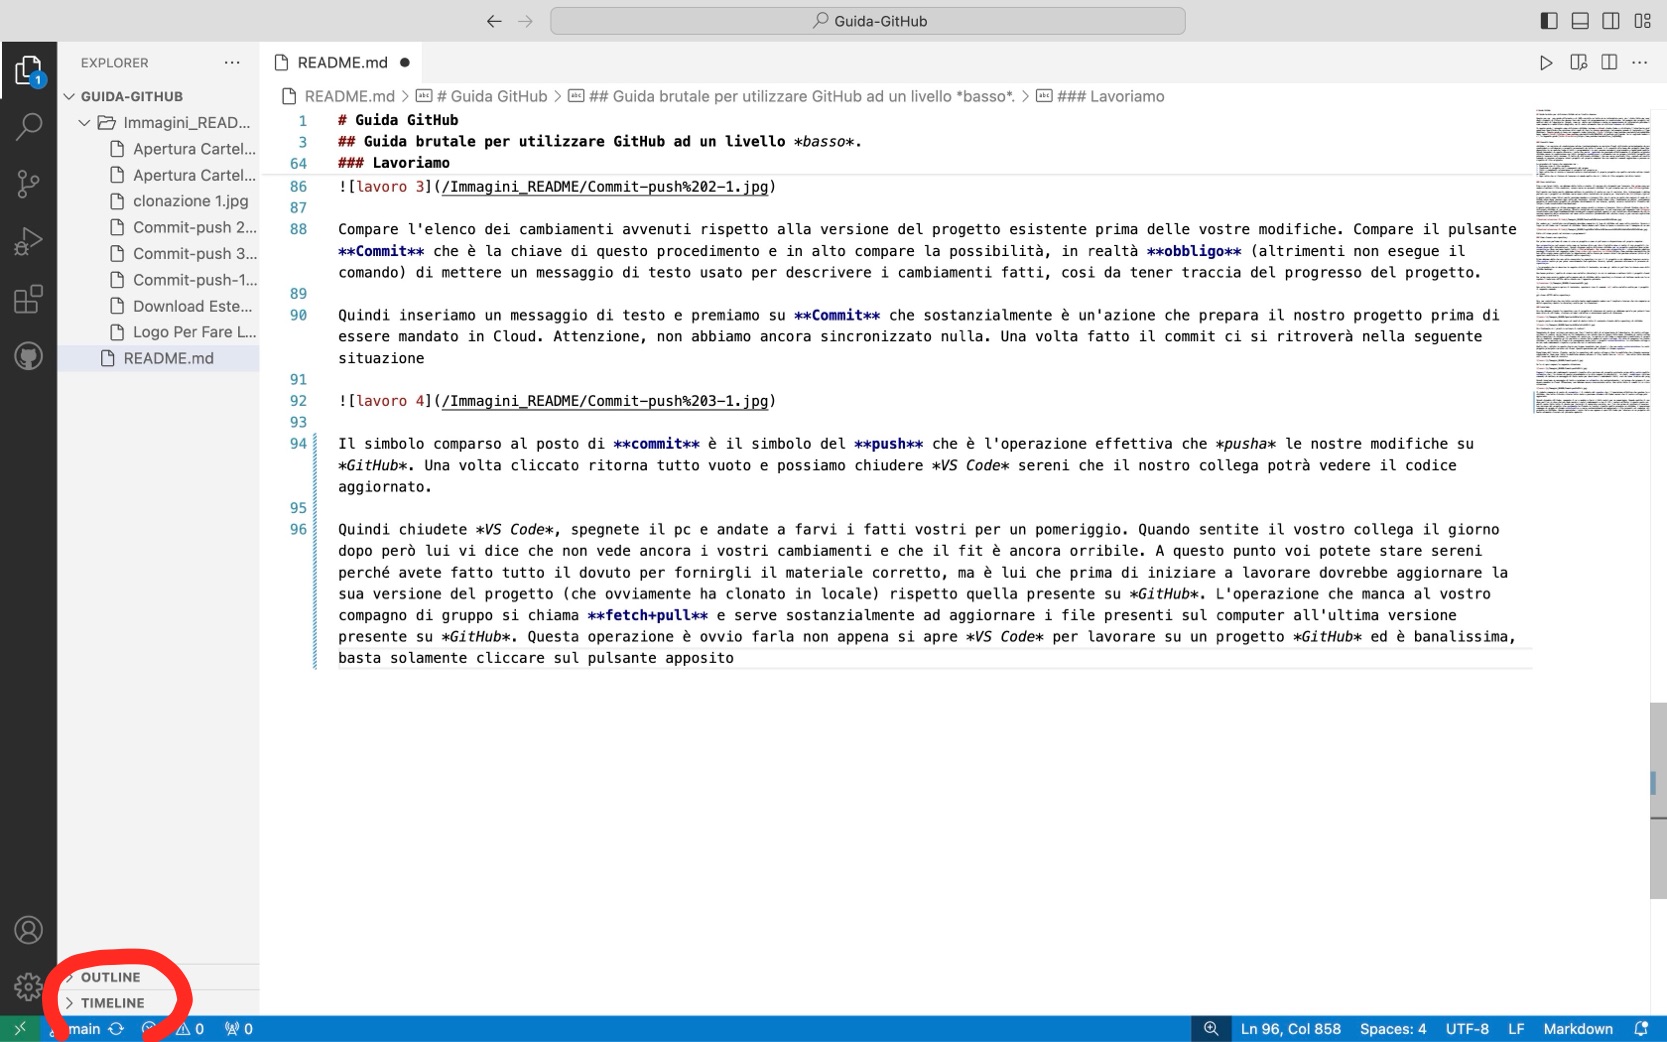 Guida-GitHub
EXPLORER ···
README.md
1
GUIDA-GITHUB
README.md > # Guida GitHub > ## Guida brutale per utilizzare GitHub ad un livello *basso*. > ### Lavoriamo
Immagini_READ...
Apertura Cartel...
Apertura Cartel...
clonazione 1.jpg
Commit-push 2...
Commit-push 3...
Commit-push-1...
Download Este...
Logo Per Fare L...
README.md
OUTLINE
TIMELINE
1 # Guida GitHub
3 ## Guida brutale per utilizzare GitHub ad un livello *basso*.
64 ### Lavoriamo
86 ![lavoro 3](/Immagini_README/Commit-push%202-1.jpg)
87
88 Compare l'elenco dei cambiamenti avvenuti rispetto alla versione del progetto esistente prima delle vostre modifiche. Compare il pulsante
**Commit** che è la chiave di questo procedimento e in alto compare la possibilità, in realtà **obbligo** (altrimenti non esegue il
comando) di mettere un messaggio di testo usato per descrivere i cambiamenti fatti, cosi da tener traccia del progresso del progetto.
89
90 Quindi inseriamo un messaggio di testo e premiamo su **Commit** che sostanzialmente è un'azione che prepara il nostro progetto prima di
essere mandato in Cloud. Attenzione, non abbiamo ancora sincronizzato nulla. Una volta fatto il commit ci si ritroverà nella seguente
situazione
91
92 ![lavoro 4](/Immagini_README/Commit-push%203-1.jpg)
93
94 Il simbolo comparso al posto di **commit** è il simbolo del **push** che è l'operazione effettiva che *pusha* le nostre modifiche su
*GitHub*. Una volta cliccato ritorna tutto vuoto e possiamo chiudere *VS Code* sereni che il nostro collega potrà vedere il codice
aggiornato.
95
96 Quindi chiudete *VS Code*, spegnete il pc e andate a farvi i fatti vostri per un pomeriggio. Quando sentite il vostro collega il giorno
dopo però lui vi dice che non vede ancora i vostri cambiamenti e che il fit è ancora orribile. A questo punto voi potete stare sereni
perché avete fatto tutto il dovuto per fornirgli il materiale corretto, ma è lui che prima di iniziare a lavorare dovrebbe aggiornare la
sua versione del progetto (che ovviamente ha clonato in locale) rispetto quella presente su *GitHub*. L'operazione che manca al vostro
compagno di gruppo si chiama **fetch+pull** e serve sostanzialmente ad aggiornare i file presenti sul computer all'ultima versione
presente su *GitHub*. Questa operazione è ovvio farla non appena si apre *VS Code* per lavorare su un progetto *GitHub* ed è banalissima,
basta solamente cliccare sul pulsante apposito
main 0 0 Ln 96, Col 858 Spaces: 4 UTF-8 LF Markdown